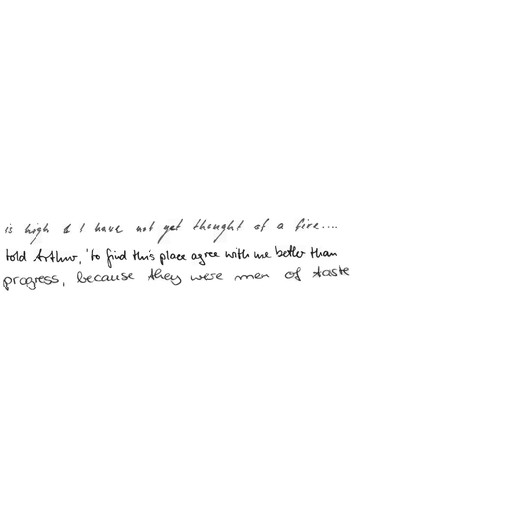 is high & I have not yet thought of a fire....
told Arthur, 'to find this place agree with me better than
progress, because they were men of taste